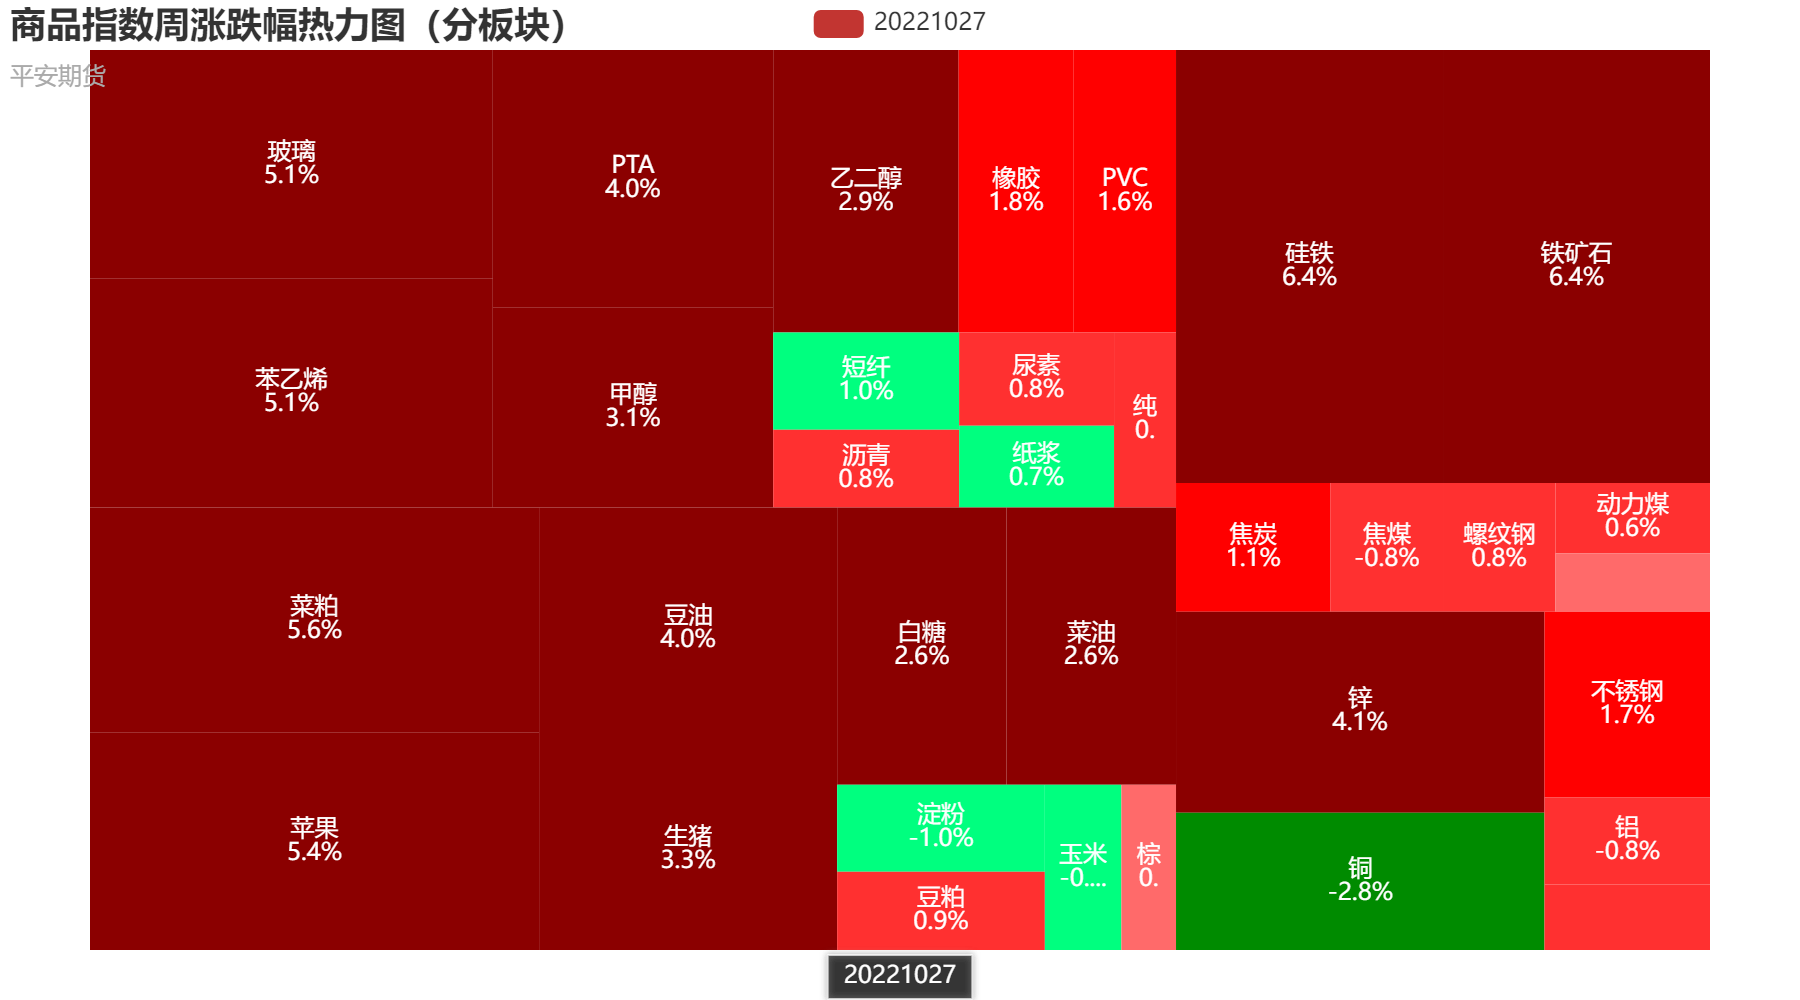 商品指数周涨跌幅热力图（分板块）
20221027
平安期货
玻璃
5.1%
PTA
4.0%
乙二醇
2.9%
橡胶
1.8%
PVC
1.6%
硅铁
6.4%
铁矿石
6.4%
苯乙烯
5.1%
甲醇
3.1%
短纤
1.0%
尿素
0.8%
纯
0.
沥青
0.8%
纸浆
0.7%
焦炭
1.1%
焦煤
-0.8%
螺纹钢
0.8%
动力煤
0.6%
菜粕
5.6%
豆油
4.0%
白糖
2.6%
菜油
2.6%
锌
4.1%
不锈钢
1.7%
苹果
5.4%
生猪
3.3%
淀粉
-1.0%
玉米
-0....
棕
0.
豆粕
0.9%
铜
-2.8%
铝
-0.8%
20221027